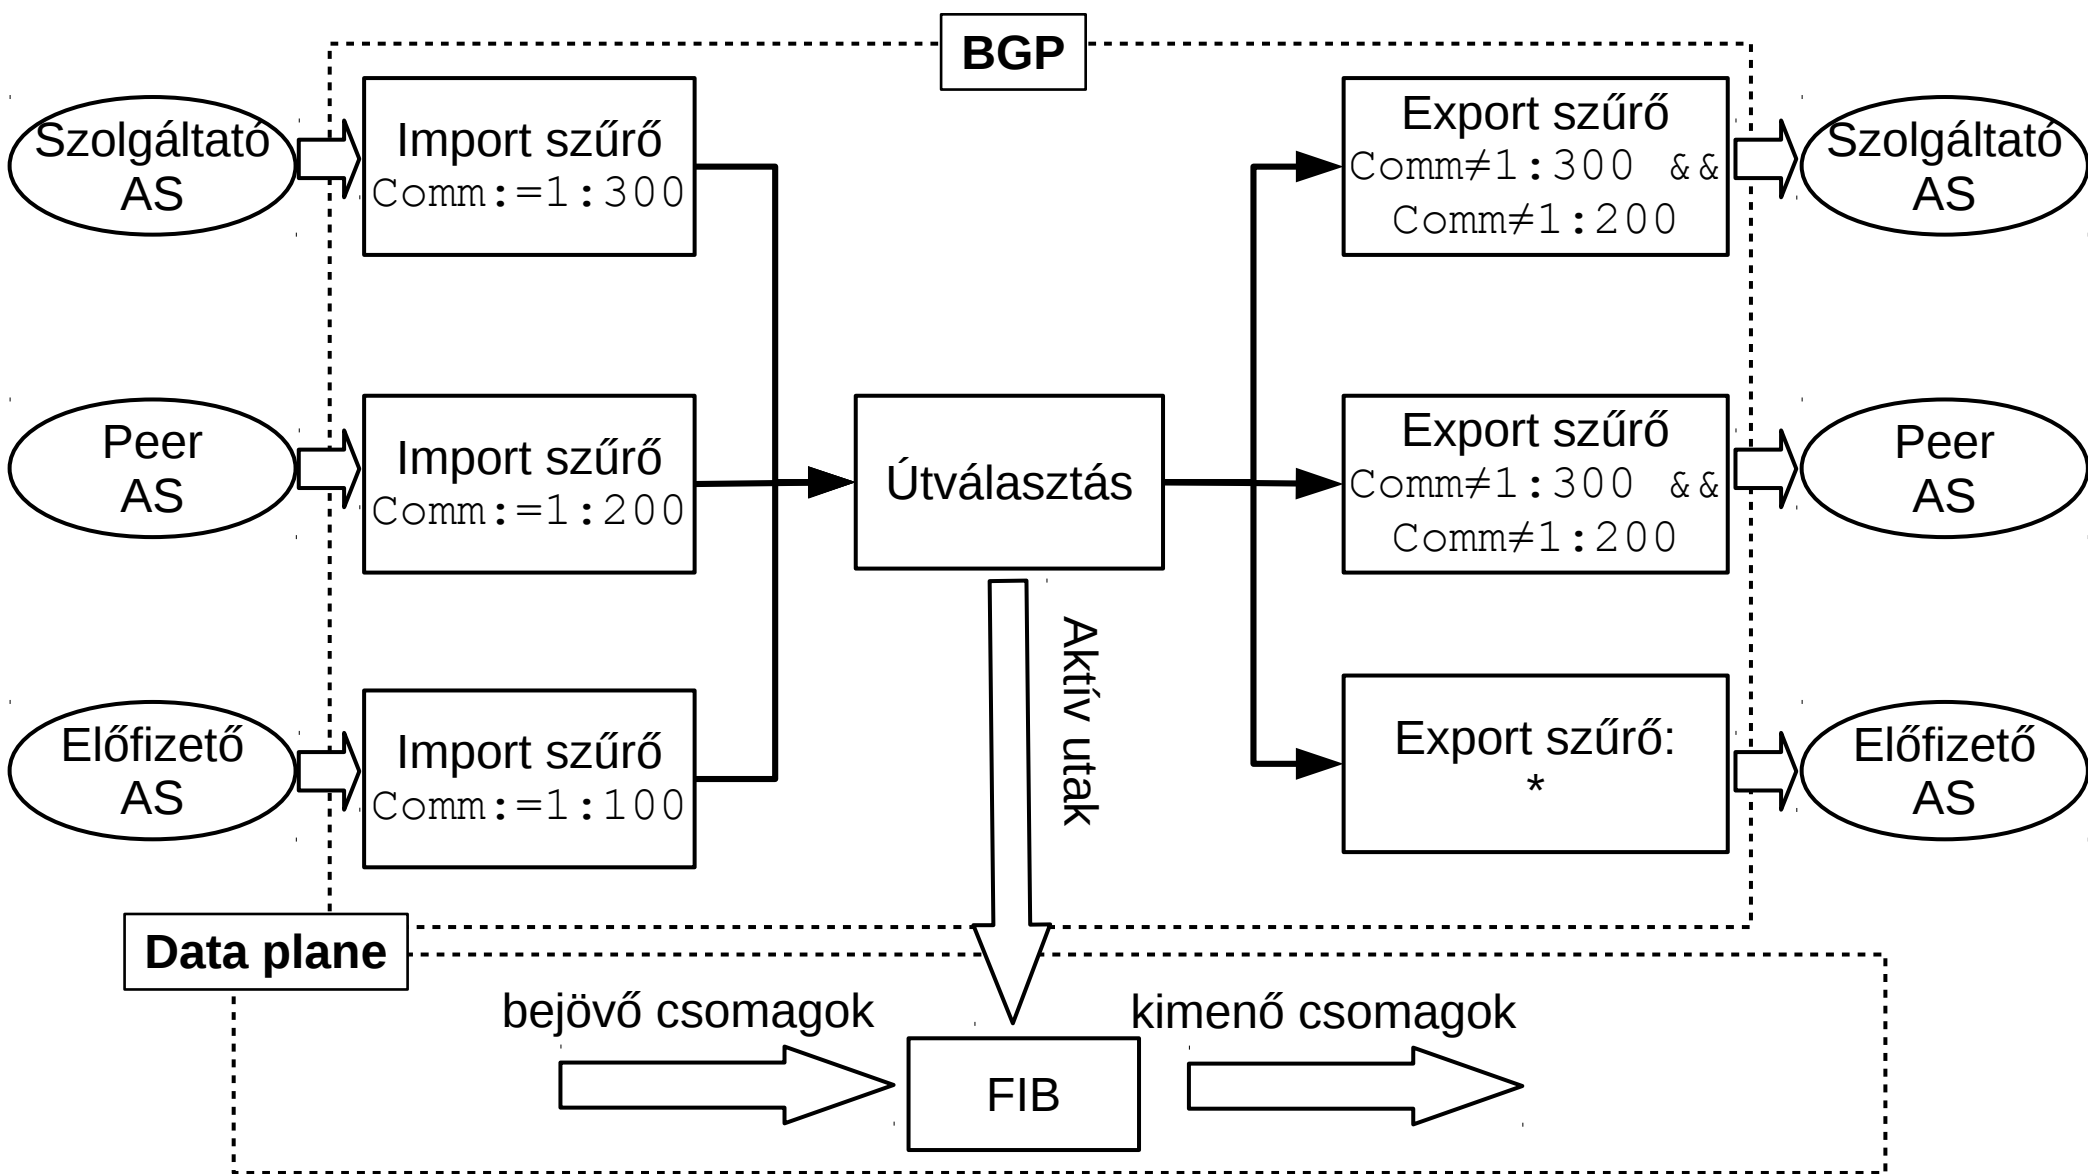 BGP
Szolgáltató
AS
Import szűrő
Comm:=1:300
Export szűrő
Comm≠1:300 &&
Comm≠1:200
Szolgáltató
AS
Peer
AS
Import szűrő
Comm:=1:200
Útválasztás
Export szűrő
Comm≠1:300 &&
Comm≠1:200
Peer
AS
Aktív utak
Előfizető
AS
Import szűrő
Comm:=1:100
Export szűrő:
*
Előfizető
AS
Data plane
bejövő csomagok
FIB
kimenő csomagok